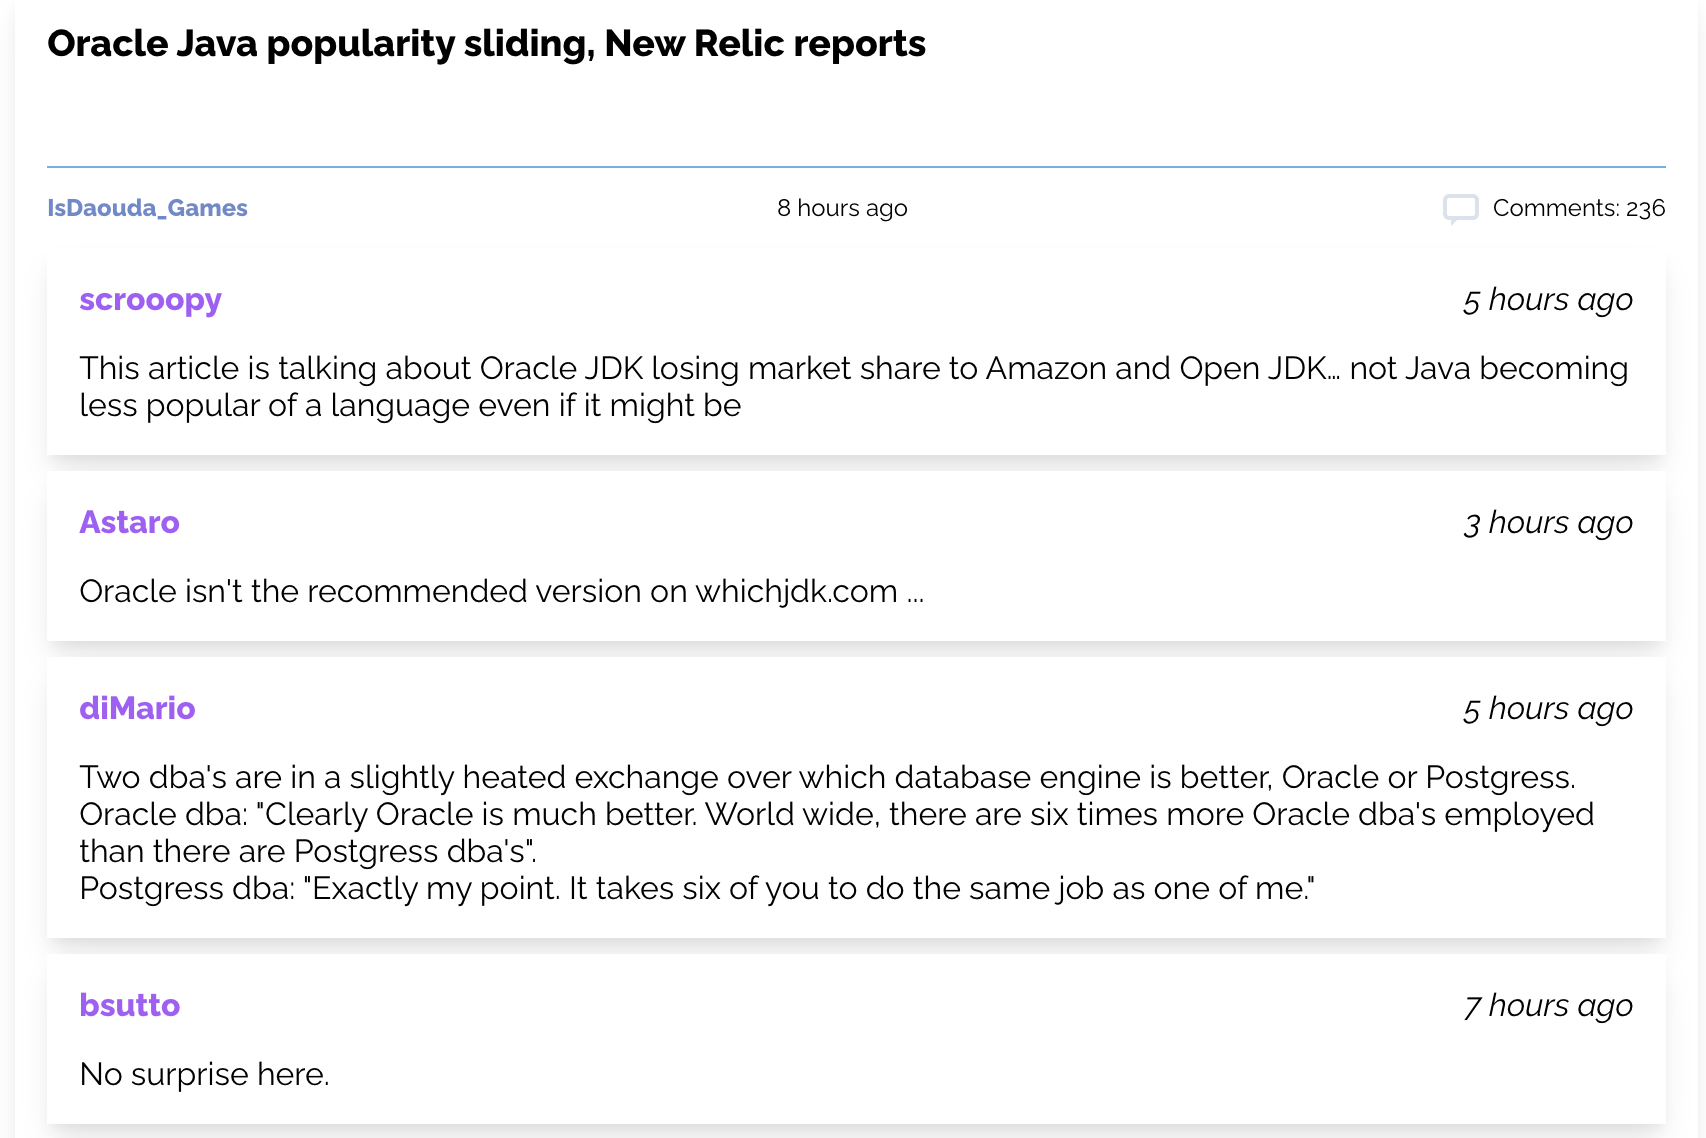 Oracle Java popularity sliding, New Relic reports
IsDaouda_Games
8 hours ago
Comments: 236
scrooopy
5 hours ago
This article is talking about Oracle JDK losing market share to Amazon and Open JDK... not Java becoming
less popular of a language even if it might be
Astaro
3 hours ago
Oracle isn't the recommended version on whichjdk.com ...
diMario
5 hours ago
Two dba's are in a slightly heated exchange over which database engine is better, Oracle or Postgress.
Oracle dba: "Clearly Oracle is much better. World wide, there are six times more Oracle dba's employed
than there are Postgress dba's".
Postgress dba: "Exactly my point. It takes six of you to do the same job as one of me."
bsutto
7 hours ago
No surprise here.